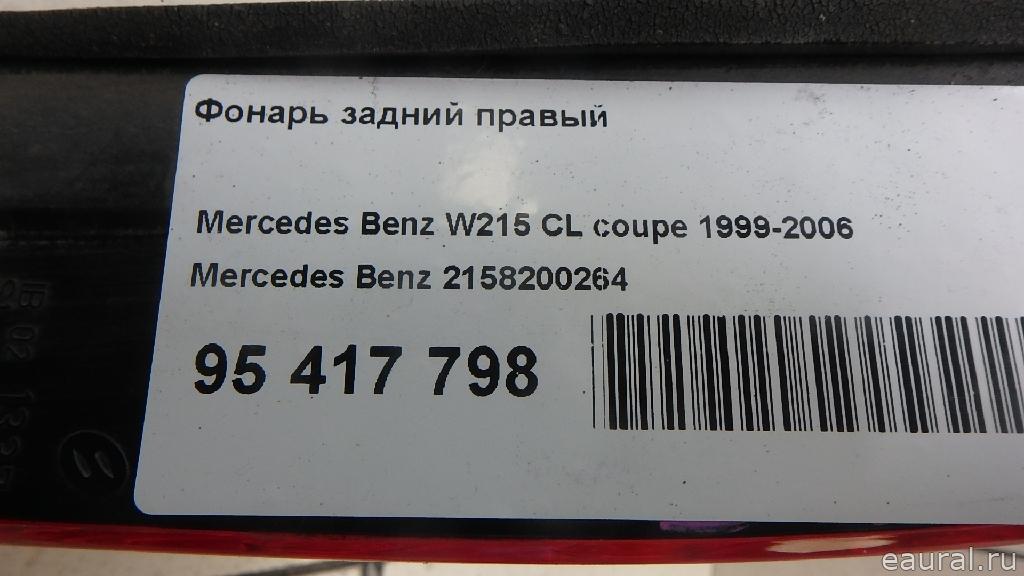 Фонарь задний правый
Mercedes Benz W215 CL coupe 1999-2006
Mercedes Benz 2158200264
95 417 798
eaural.ru